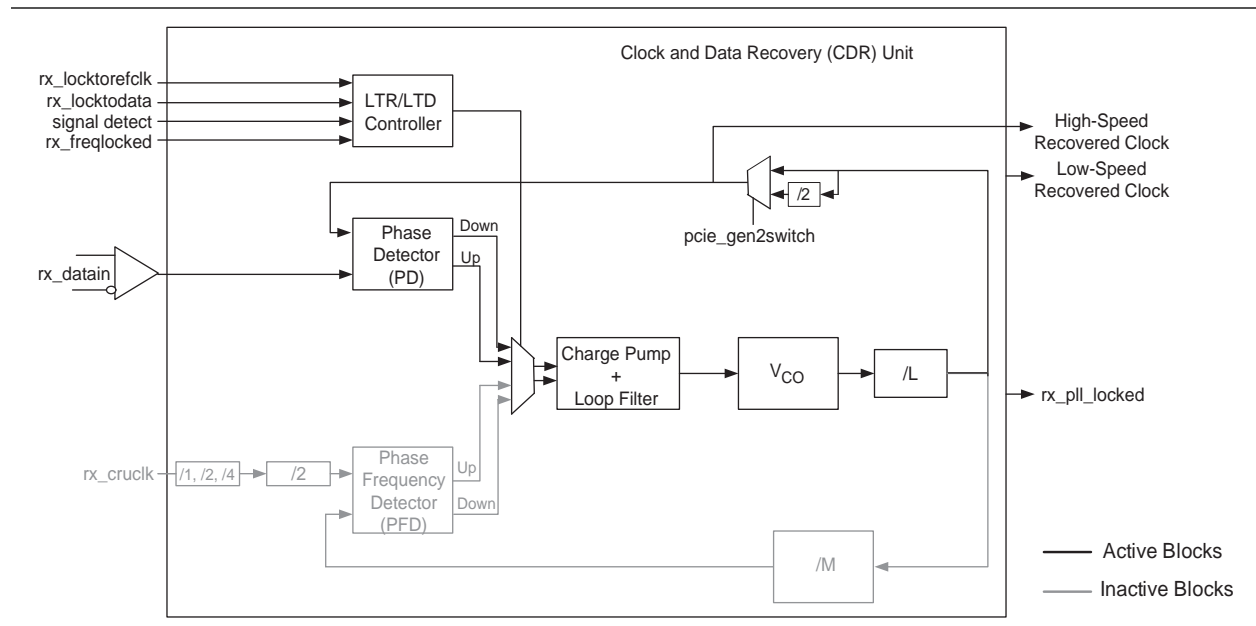 Clock and Data Recovery (CDR) Unit
rx_locktorefclk
rx_locktodata
signal detect
rx_freqlocked
LTR/LTD
Controller
High-Speed
Recovered Clock
Low-Speed
Recovered Clock
/2
pcie_gen2switch
Phase
Detector
(PD)
Down
Up
rx_datain
Charge Pump
+
Loop Filter
VCO
/L
rx_pll_locked
rx_cruclk
/1, /2, /4
/2
Phase
Frequency
Detector
(PFD)
Up
Down
/M
Active Blocks
Inactive Blocks